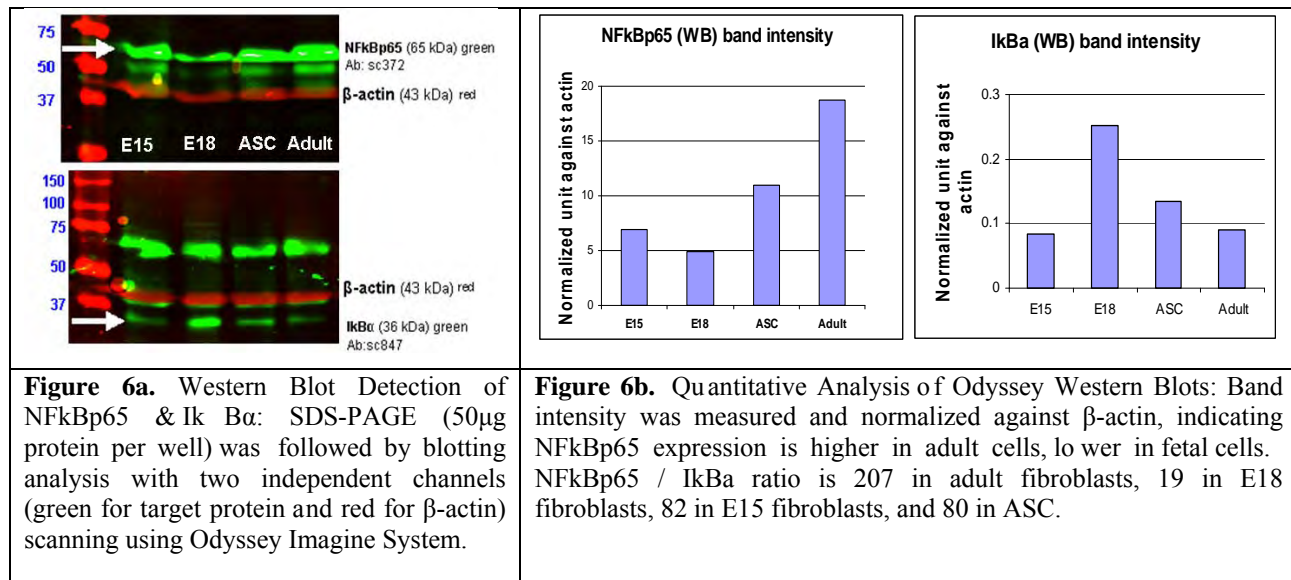 75
50
37
NFkBp65 (65 kDa) green
Ab: sc372
β-actin (43 kDa) red
E15 E18 ASC Adult
150
100
75
50
37
β-actin (43 kDa) red
IkBα (36 kDa) green
Ab:sc847
NFkBp65 (WB) band intensity
Normalized unit against actin
20
15
10
5
0
E15 E18 ASC Adult
IkBa (WB) band intensity
Normalized unit against
actin
0.3
0.2
0.1
0
E15 E18 ASC Adult
Figure 6a. Western Blot Detection of
NFkBp65 & Ik Bα: SDS-PAGE (50μg
protein per well) was followed by blotting
analysis with two independent channels
(green for target protein and red for β-actin)
scanning using Odyssey Imagine System.
Figure 6b. Quantitative Analysis of Odyssey Western Blots: Band
intensity was measured and normalized against β-actin, indicating
NFkBp65 expression is higher in adult cells, lo wer in fetal cells.
NFkBp65 / IkBa ratio is 207 in adult fibroblasts, 19 in E18
fibroblasts, 82 in E15 fibroblasts, and 80 in ASC.